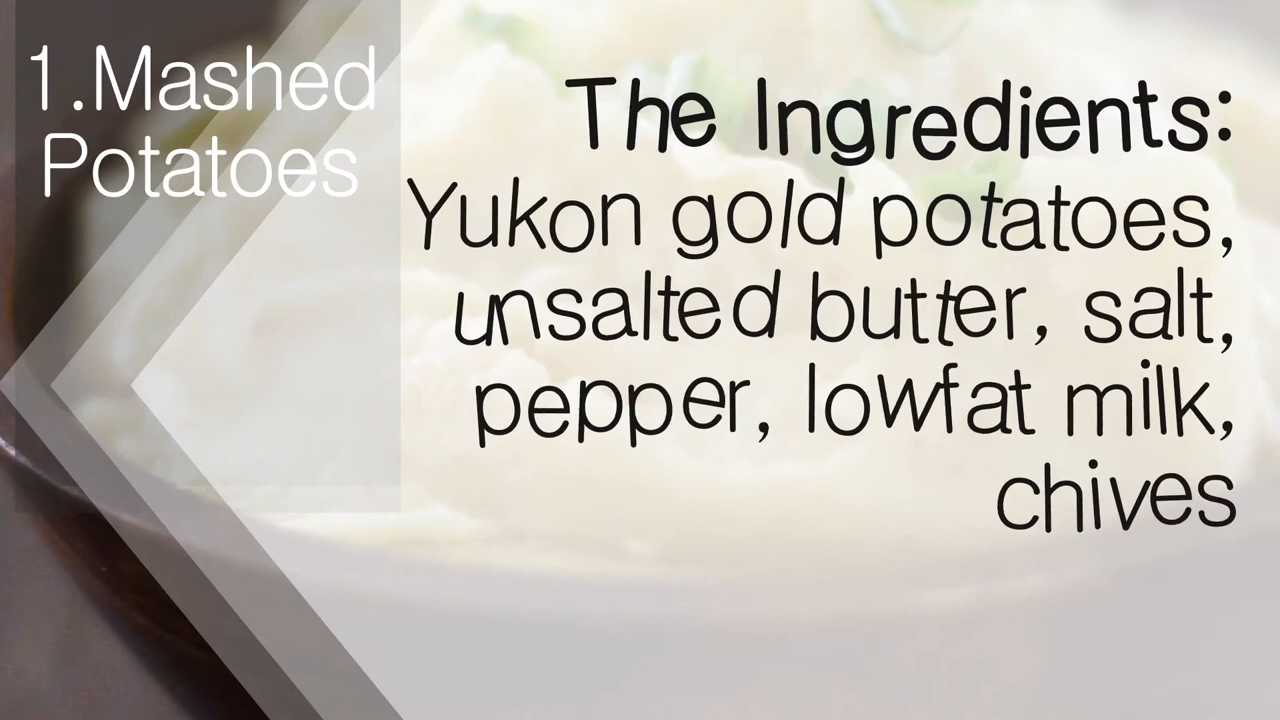 1.Mashed
Potatoes
The Ingredients:
Yukon gold potatoes,
unsalted butter, salt,
pepper, lowfat milk,
chives